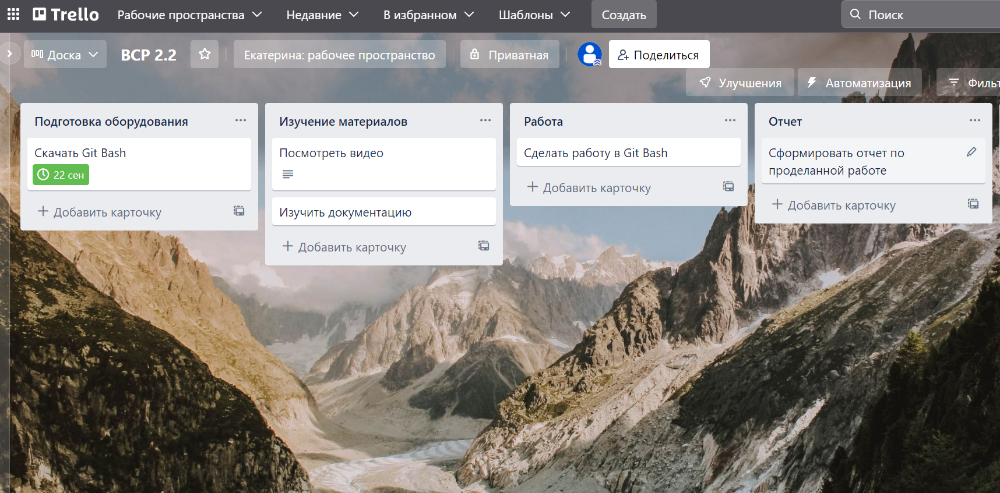 Trello Рабочие пространства Недавние В избранном Шаблоны Создать Поиск
Доска ВСР 2.2 Екатерина: рабочее пространство Приватная Поделиться
Улучшения Автоматизация Фильт
Подготовка оборудования
Скачать Git Bash
22 сен
Добавить карточку
Изучение материалов
Посмотреть видео
Изучить документацию
Добавить карточку
Работа
Сделать работу в Git Bash
Добавить карточку
Отчет
Сформировать отчет по
проделанной работе
Добавить карточку